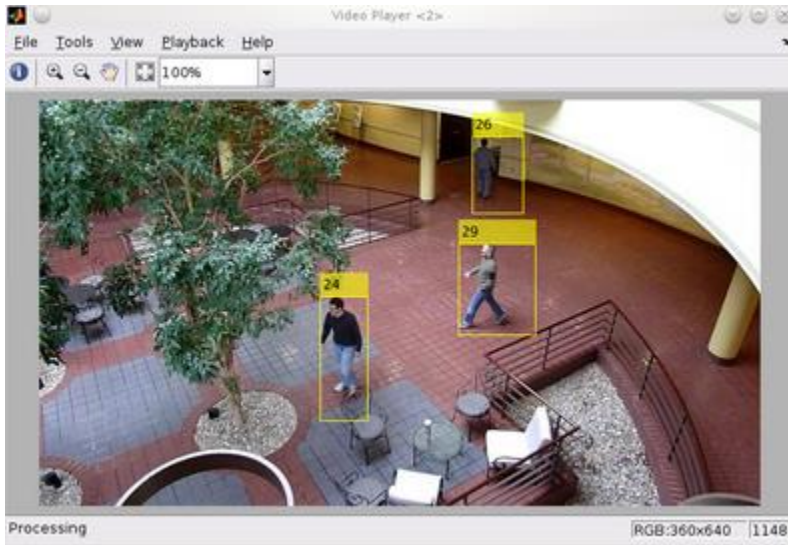 Video Player <2>
File Tools View Playback Help
100%
26
29
24
Processing
RGB:360x640 1148